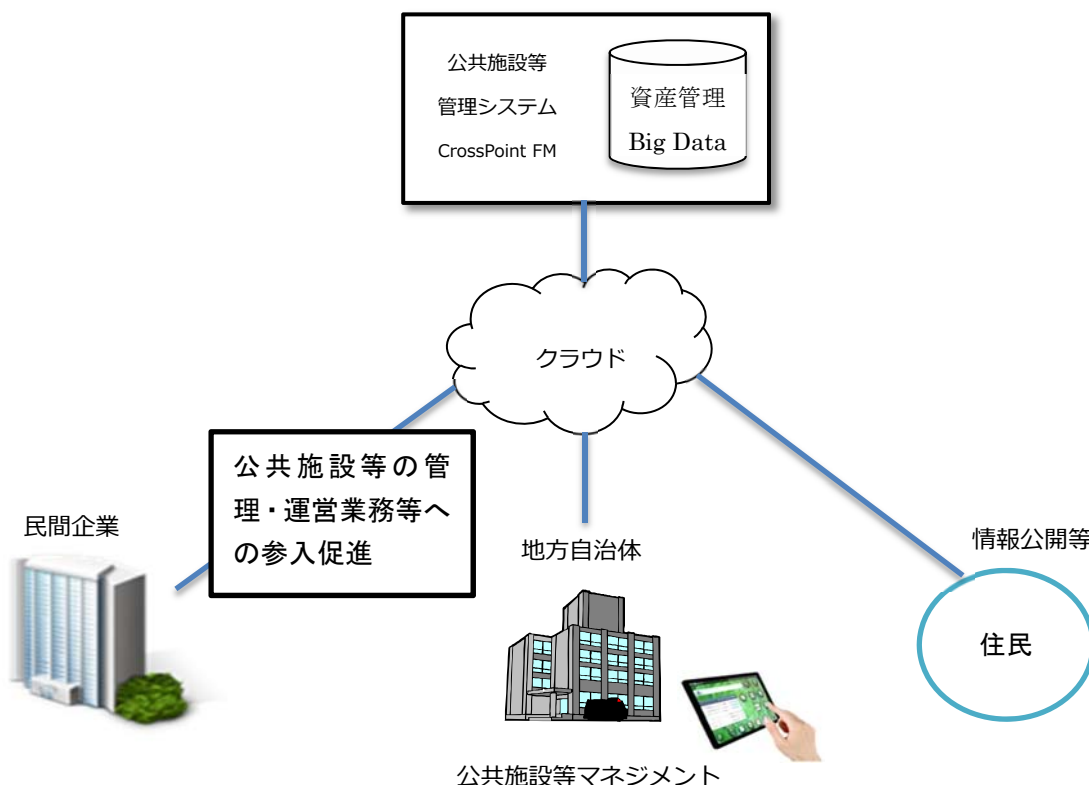 公共施設等
管理システム
CrossPoint FM
資産管理
Big Data
クラウド
公共施設等の管
理・運営業務等へ
の参入促進
民間企業
地方自治体
情報公開等
住民
公共施設等マネジメント